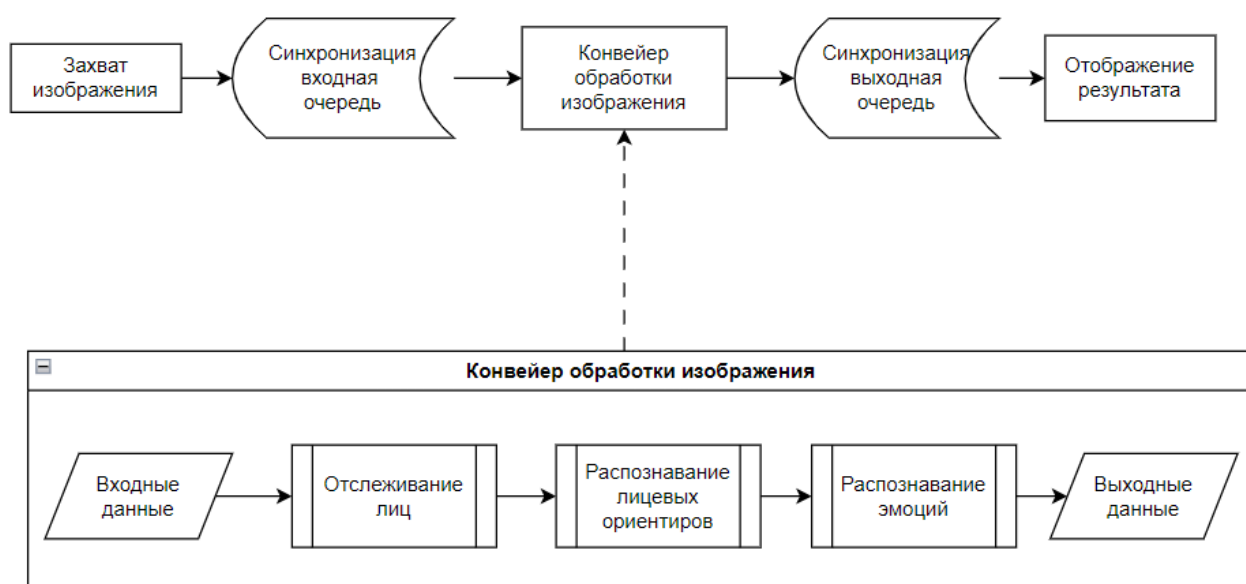 Захват
изображения
Синхронизация
входная
очередь
Конвейер
обработки
изображения
Синхронизация
выходная
очередь
Отображение
результата
Конвейер обработки изображения
Входные
данные
Отслеживание
лиц
Распознавание
лицевых
ориентиров
Распознавание
эмоций
Выходные
данные